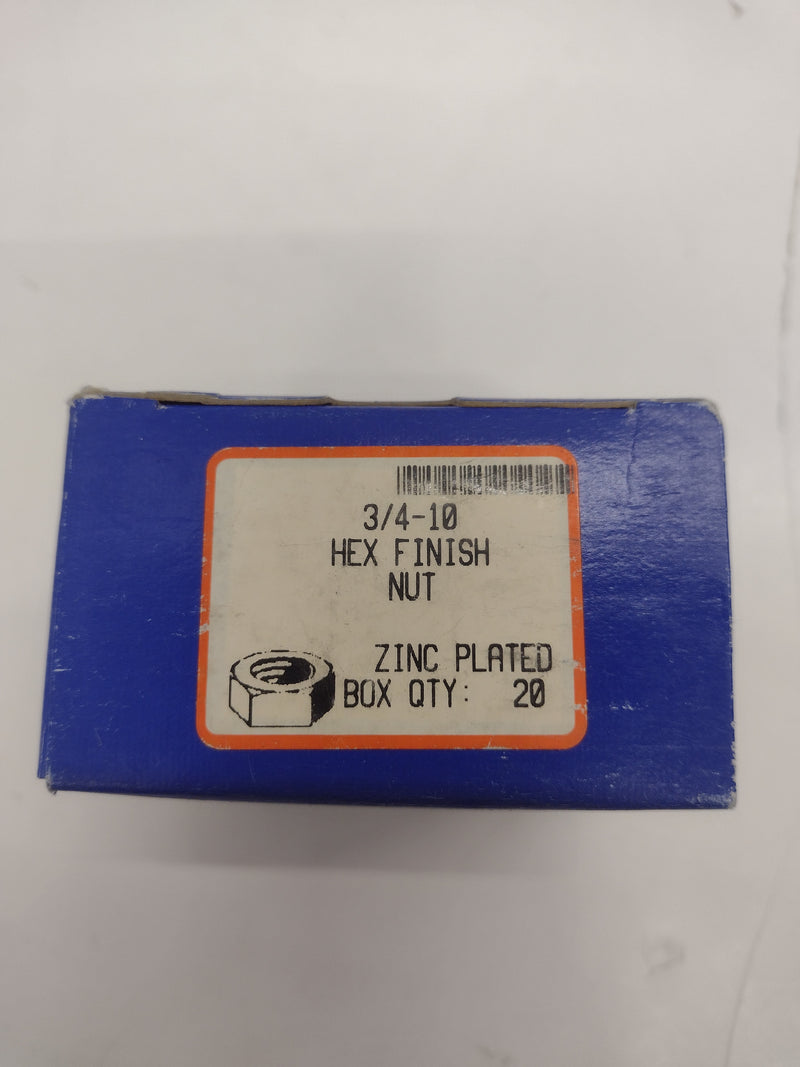 3/4-10
HEX FINISH
NUT
ZINC PLATED
BOX QTY: 20